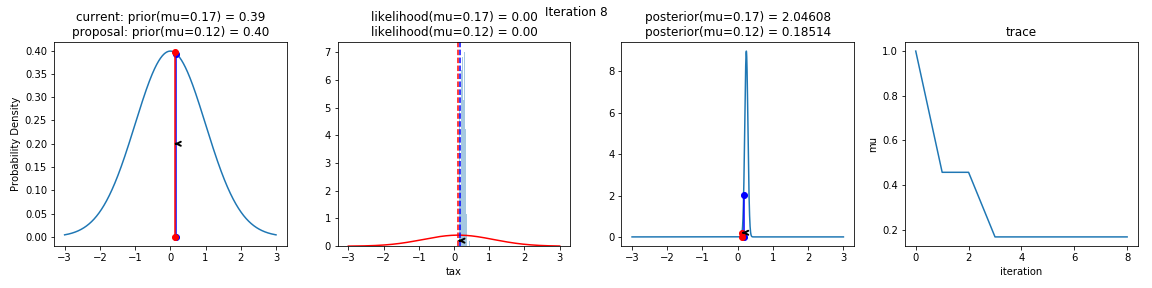 Iteration 8
current: prior(mu=0.17) = 0.39
proposal: prior(mu=0.12) = 0.40
0.40
0.35
0.30
0.25
0.20
0.15
0.10
0.05
0.00
Probability Density
−3 −2 −1 0 1 2 3
likelihood(mu=0.17) = 0.00
likelihood(mu=0.12) = 0.00
7
6
5
4
3
2
1
0
−3 −2 −1 0 1 2 3
tax
posterior(mu=0.17) = 2.04608
posterior(mu=0.12) = 0.18514
8
6
4
2
0
−3 −2 −1 0 1 2 3
trace
1.0
0.8
0.6
0.4
0.2
mu
0 2 4 6 8
iteration